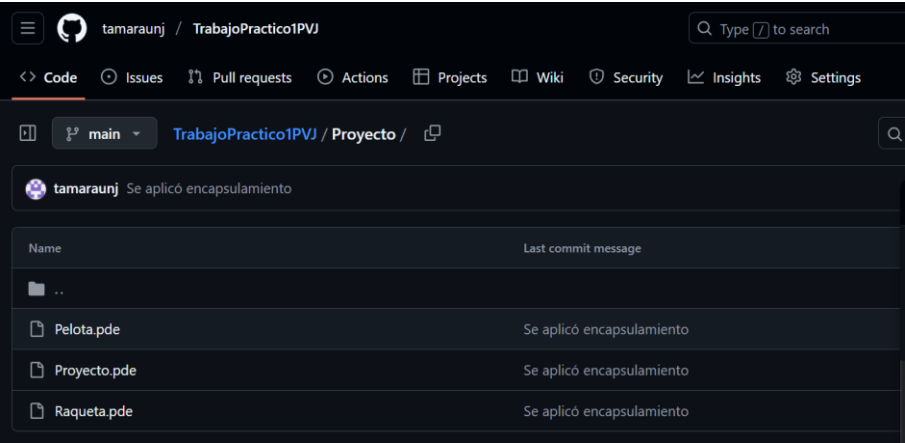 tamaraunj / TrabajoPractico1PVJ
Type / to search
<> Code Issues Pull requests Actions Projects Wiki Security Insights Settings
main TrabajoPractico1PVJ / Proyecto /
tamaraunj Se aplicó encapsulamiento
Name Last commit message
..
Pelota.pde Se aplicó encapsulamiento
Proyecto.pde Se aplicó encapsulamiento
Raqueta.pde Se aplicó encapsulamiento